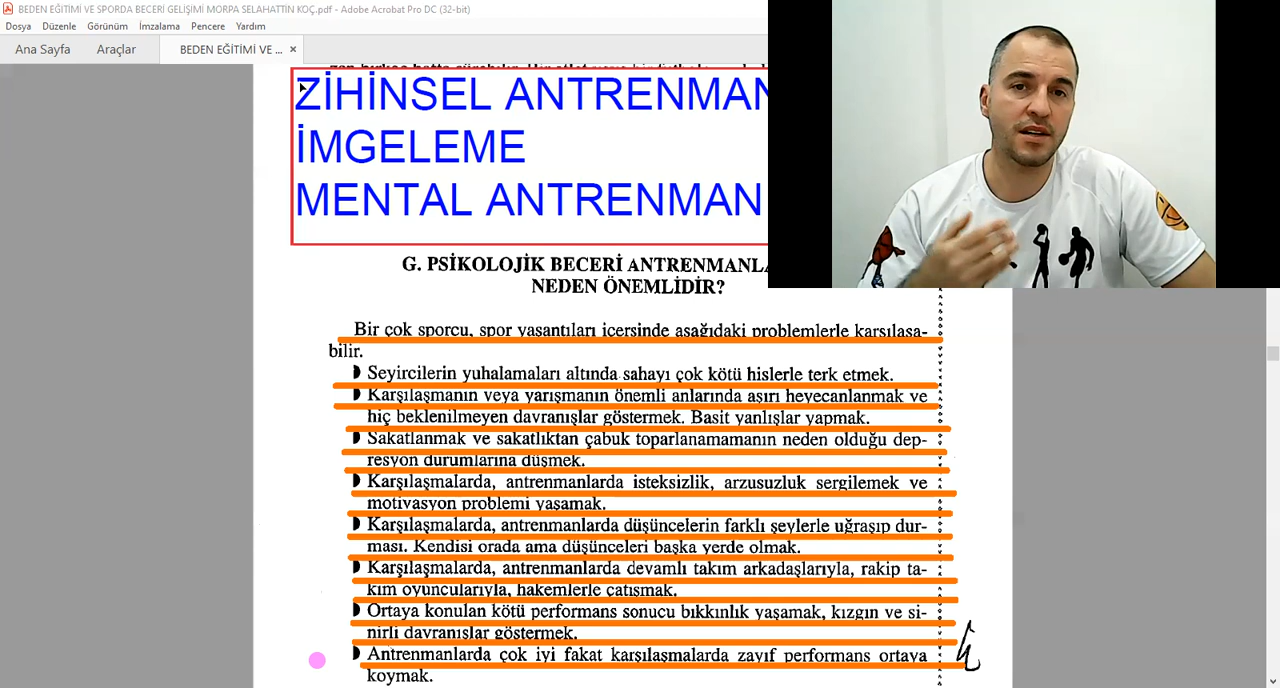 BEDEN EĞİTİMİ VE SPORDA BECERİ GELİŞİMİ MORPA SELAHATTİN KOÇ.pdf - Adobe Acrobat Pro DC (32-bit)
Dosya Düzenle Görünüm İmzalama Pencere Yardım
Ana Sayfa Araçlar BEDEN EĞİTİMİ VE ... ×
ZİHİNSEL ANTRENMAN
İMGELEME
MENTAL ANTRENMAN
G. PSİKOLOJİK BECERİ ANTRENMANLA
NEDEN ÖNEMLİDİR?
Bir çok sporcu, spor yaşantıları içersinde aşağıdaki problemlerle karşılaşa-
bilir.
Seyircilerin yuhalamaları altında sahayı çok kötü hislerle terk etmek.
Karşılaşmanın veya yarışmanın önemli anlarında aşırı heyecanlanmak ve
hiç beklenilmeyen davranışlar göstermek. Basit yanlışlar yapmak.
Sakatlanmak ve sakatlıktan çabuk toparlanamamanın neden olduğu dep-
resyon durumlarına düşmek.
Karşılaşmalarda, antrenmanlarda isteksizlik, arzusuzluk sergilemek ve
motivasyon problemi yaşamak.
Karşılaşmalarda, antrenmanlarda düşüncelerin farklı şeylerle uğraşıp dur-
ması. Kendisi orada ama düşünceleri başka yerde olmak.
Karşılaşmalarda, antrenmanlarda devamlı takım arkadaşlarıyla, rakip ta-
kım oyuncularıyla, hakemlerle çatışmak.
Ortaya konulan kötü performans sonucu bıkkınlık yaşamak, kızgın ve si-
nirli davranışlar göstermek.
Antrenmanlarda çok iyi fakat karşılaşmalarda zayıf performans ortaya
koymak.